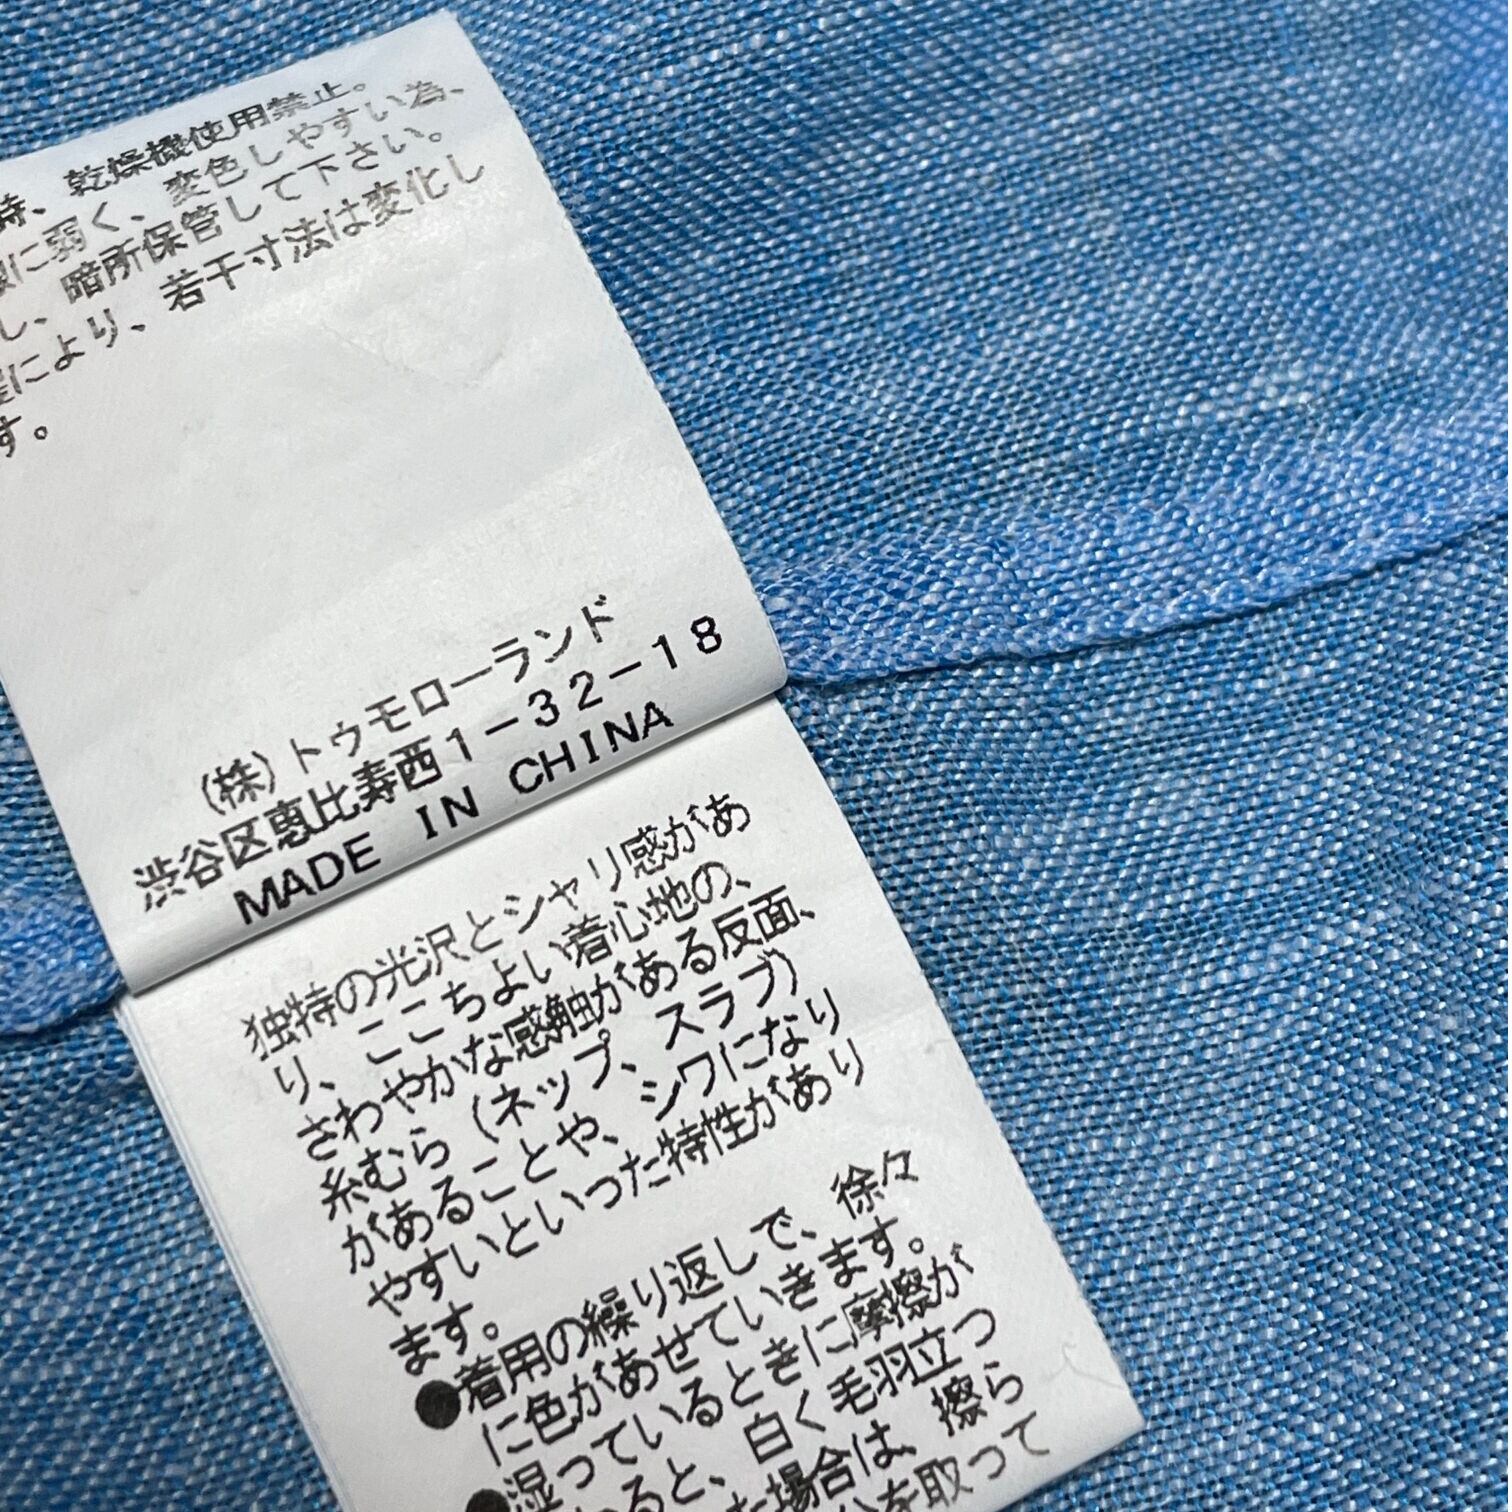 時、乾燥機使用禁止。
に弱く、変色しやすい為、
し、暗所保管して下さい。
により、若干寸法は変化し
す。
(株)トゥモローランド
渋谷区恵比寿西1-32-18
MADE IN CHINA
独特の光沢とシャリ感があ
り、ここちよい着心地の、
さわやかな感触がある反面、
糸むら(ネップ、スラブ)
があることや、シワになり
やすいといった特性があり
ます。
●着用の繰り返しで、徐々
に色があせていきます。
●湿っているときに摩擦が
ると、白く毛羽立つ
場合は、擦ら
を取って